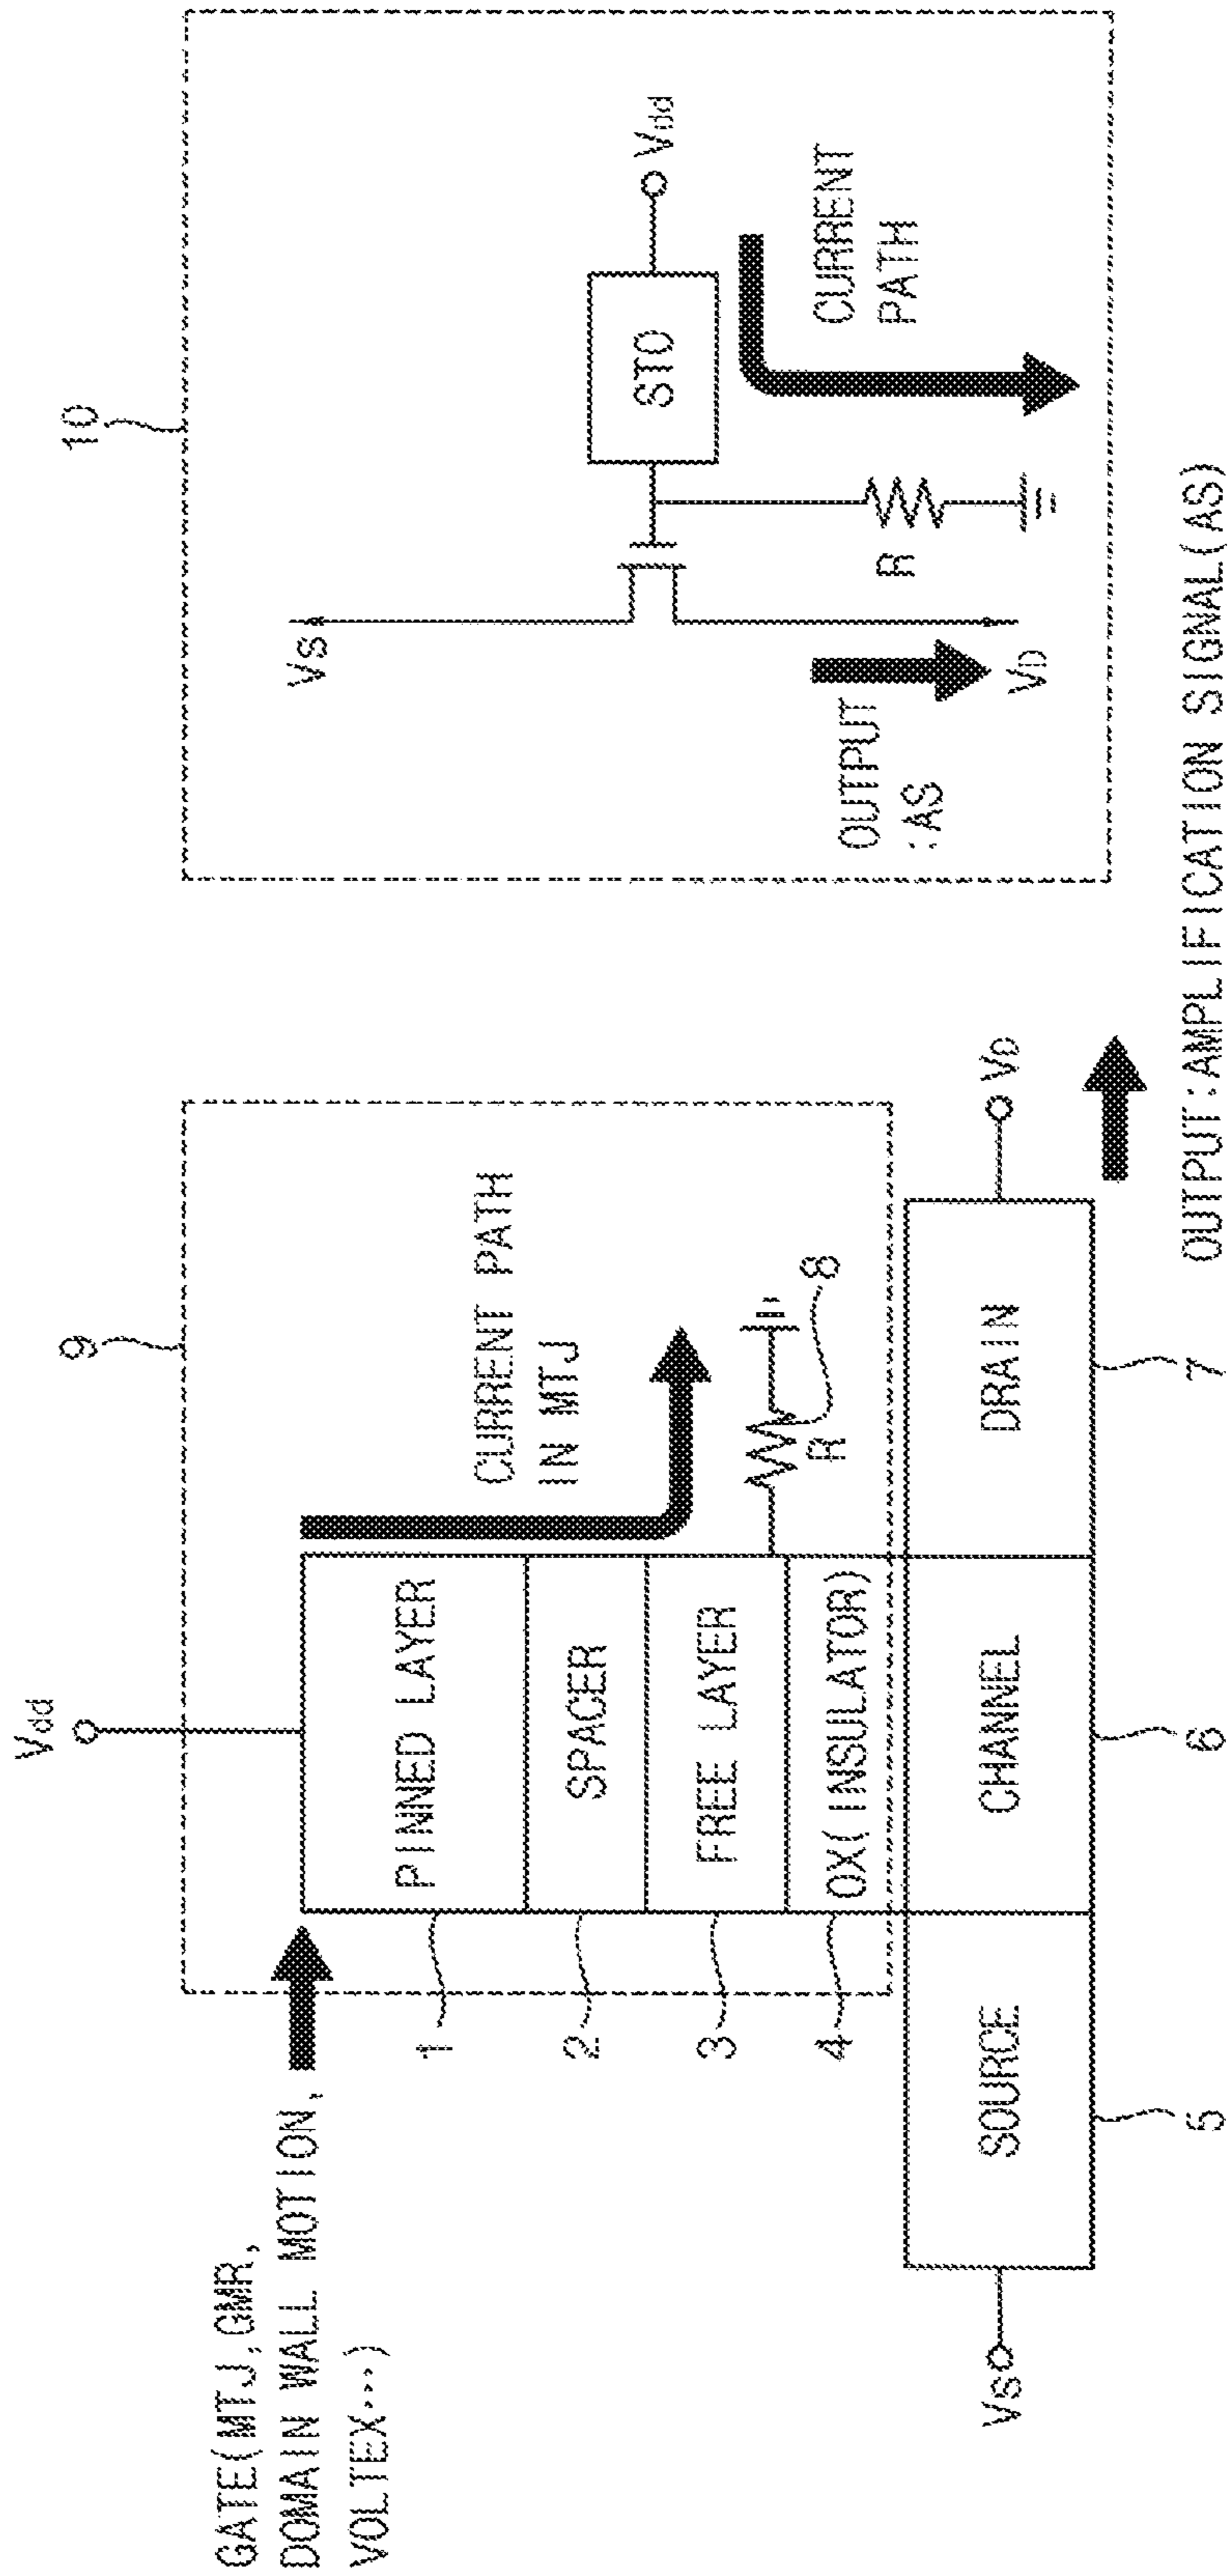 GATE(MTJ,GMR,
DOMAIN WALL MOTION,
VOLTEX···)
Vdd
9
PINNED LAYER
SPACER
FREE LAYER
OX(INSULATOR)
1
2
3
4
CURRENT PATH
IN MTJ
R
8
VS
SOURCE
CHANNEL
DRAIN
VD
5
6
7
OUTPUT:AMPLIFICATION SIGNAL(AS)
10
VS
STO
Vdd
R
CURRENT
PATH
OUTPUT
:AS
VD